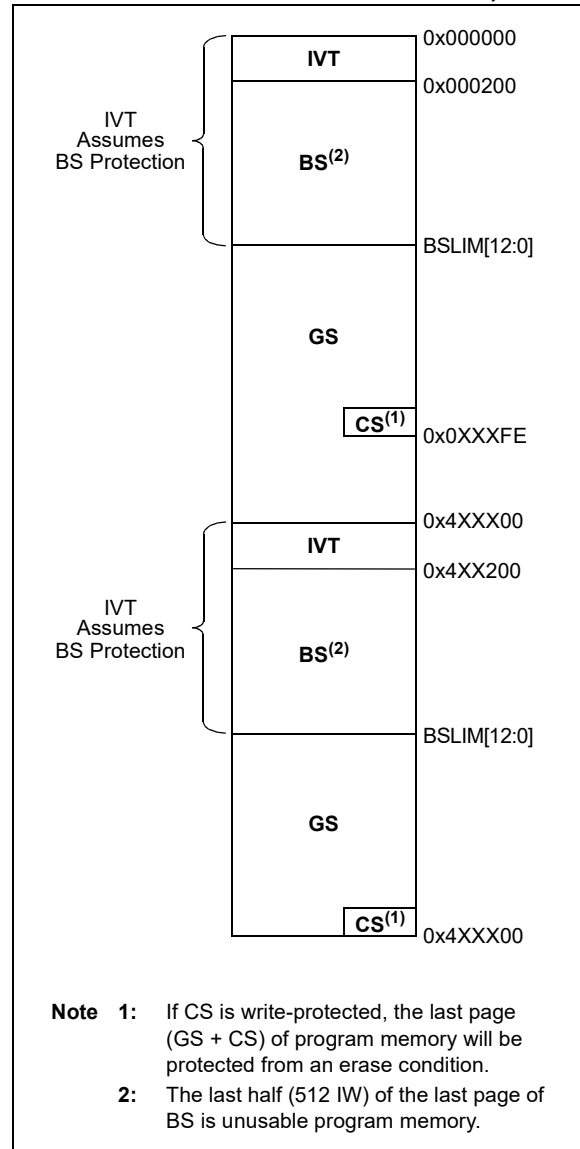 0x000000
IVT
0x000200
IVT
Assumes
BS Protection
BS(2)
BSLIM[12:0]
GS
CS(1)
0x0XXXFE
0x4XXX00
IVT
0x4XX200
IVT
Assumes
BS Protection
BS(2)
BSLIM[12:0]
GS
CS(1)
0x4XXX00
Note 1: If CS is write-protected, the last page
(GS + CS) of program memory will be
protected from an erase condition.
2: The last half (512 IW) of the last page of
BS is unusable program memory.